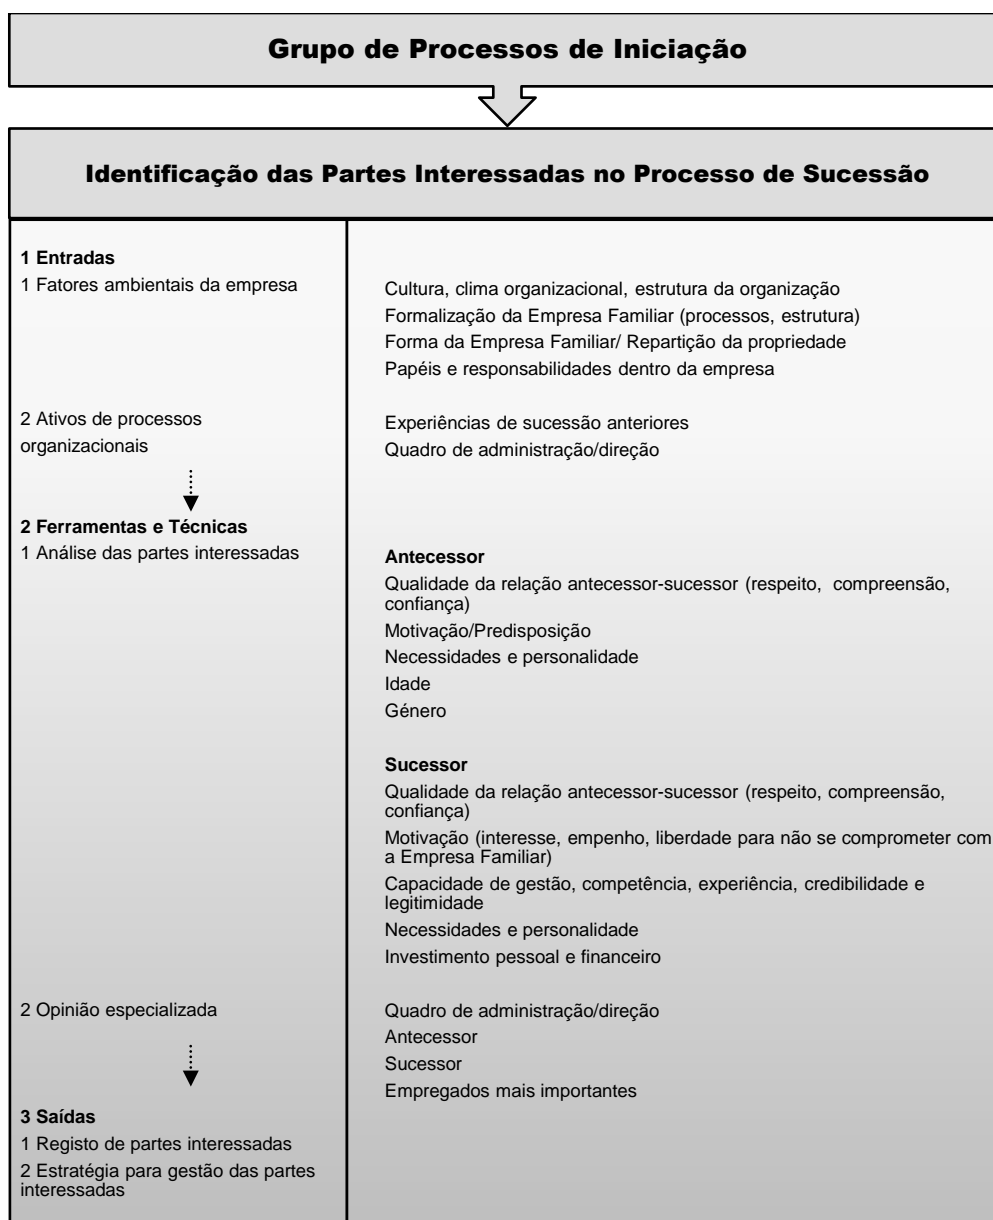 Grupo de Processos de Iniciação
Identificação das Partes Interessadas no Processo de Sucessão
1 Entradas
1 Fatores ambientais da empresa
Cultura, clima organizacional, estrutura da organização
Formalização da Empresa Familiar (processos, estrutura)
Forma da Empresa Familiar/ Repartição da propriedade
Papéis e responsabilidades dentro da empresa
2 Ativos de processos
organizacionais
Experiências de sucessão anteriores
Quadro de administração/direção
2 Ferramentas e Técnicas
1 Análise das partes interessadas
Antecessor
Qualidade da relação antecessor-sucessor (respeito, compreensão,
confiança)
Motivação/Predisposição
Necessidades e personalidade
Idade
Género
Sucessor
Qualidade da relação antecessor-sucessor (respeito, compreensão,
confiança)
Motivação (interesse, empenho, liberdade para não se comprometer com
a Empresa Familiar)
Capacidade de gestão, competência, experiência, credibilidade e
legitimidade
Necessidades e personalidade
Investimento pessoal e financeiro
2 Opinião especializada
Quadro de administração/direção
Antecessor
Sucessor
Empregados mais importantes
3 Saídas
1 Registo de partes interessadas
2 Estratégia para gestão das partes
interessadas